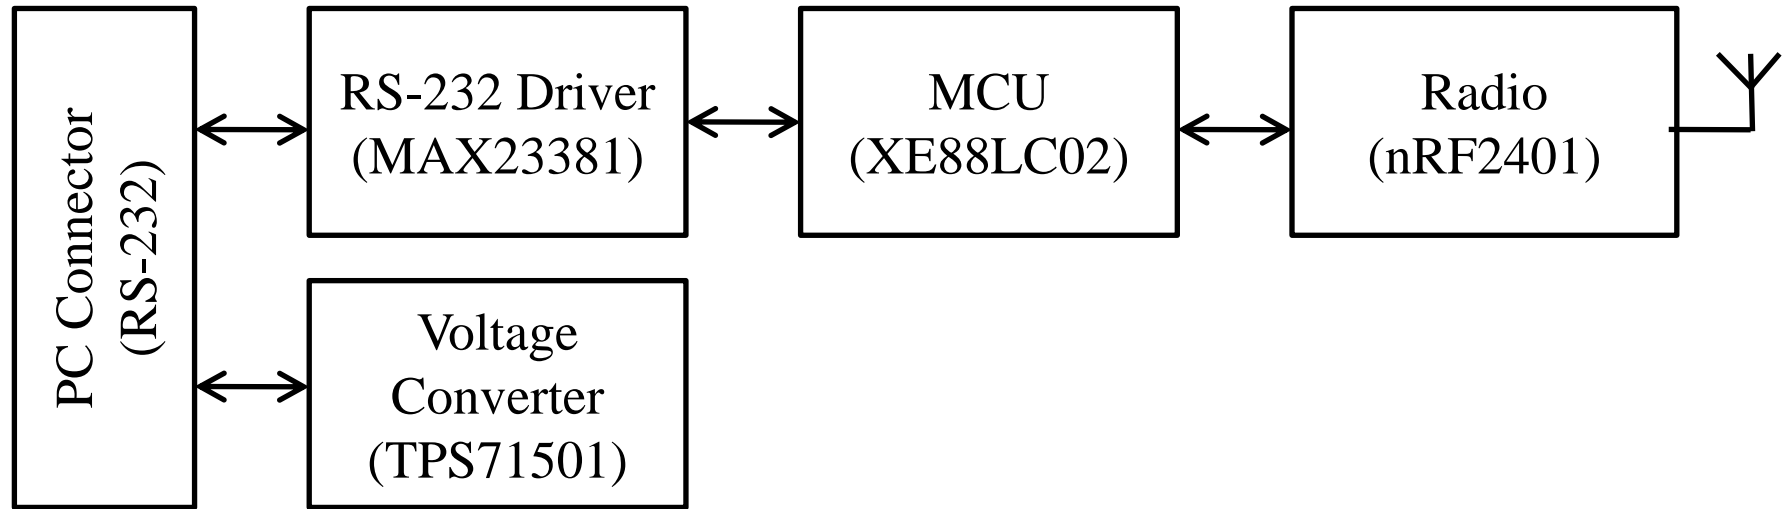 PC Connector
(RS-232)
RS-232 Driver
(MAX23381)
MCU
(XE88LC02)
Radio
(nRF2401)
Voltage
Converter
(TPS71501)